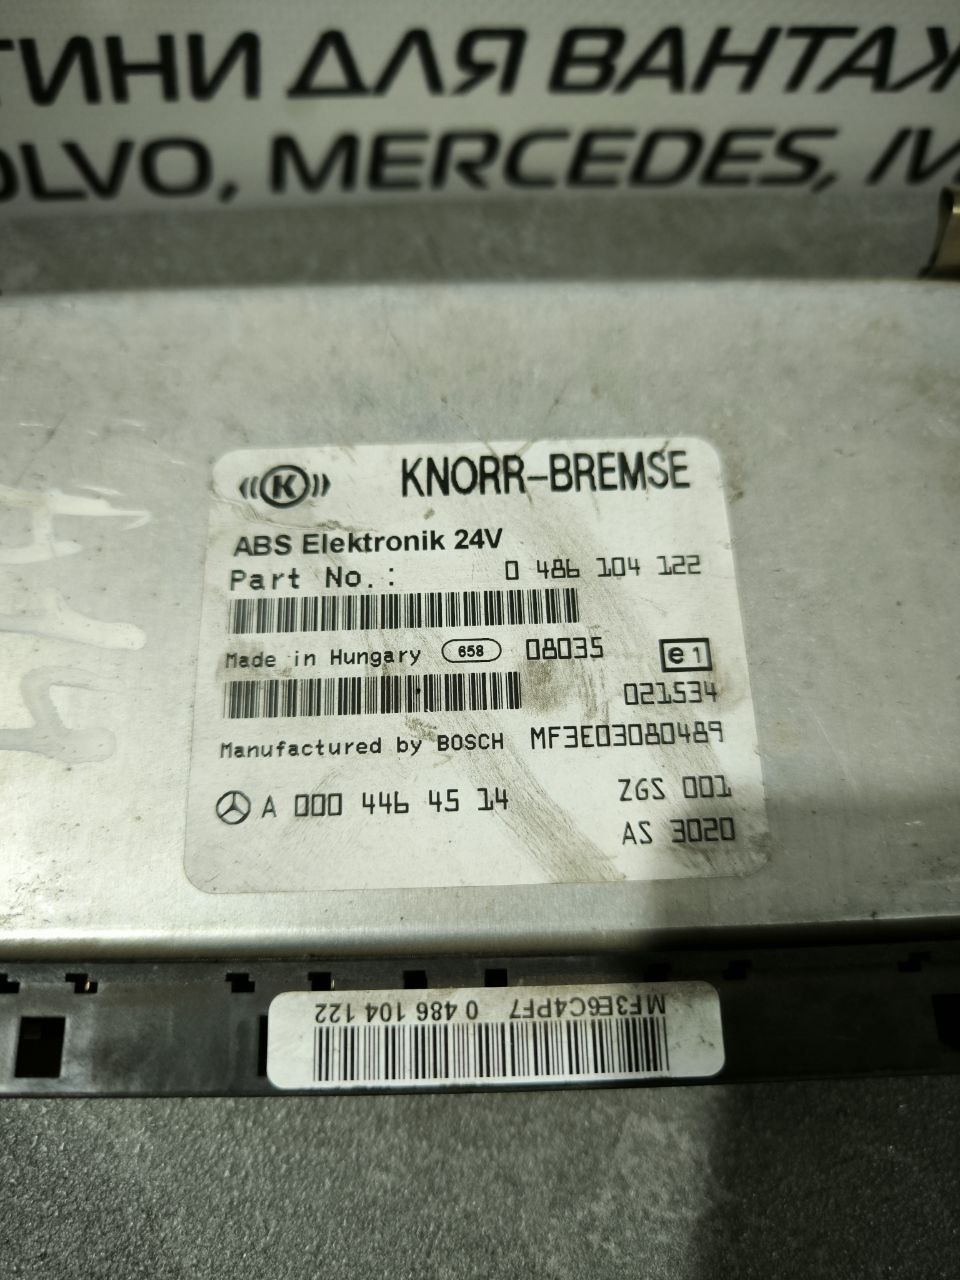 ТИНИ ДЛЯ ВАНТАЖ
OLVO, MERCEDES, IV
K KNORR-BREMSE
ABS Elektronik 24V
Part No.: 0 486 104 122
Made in Hungary 658 08035 e1
021534
Manufactured by BOSCH MF3E03080489
A 000 446 45 14 ZGS 001
AS 3020
MF3E6C4PF7 0 486 104 122